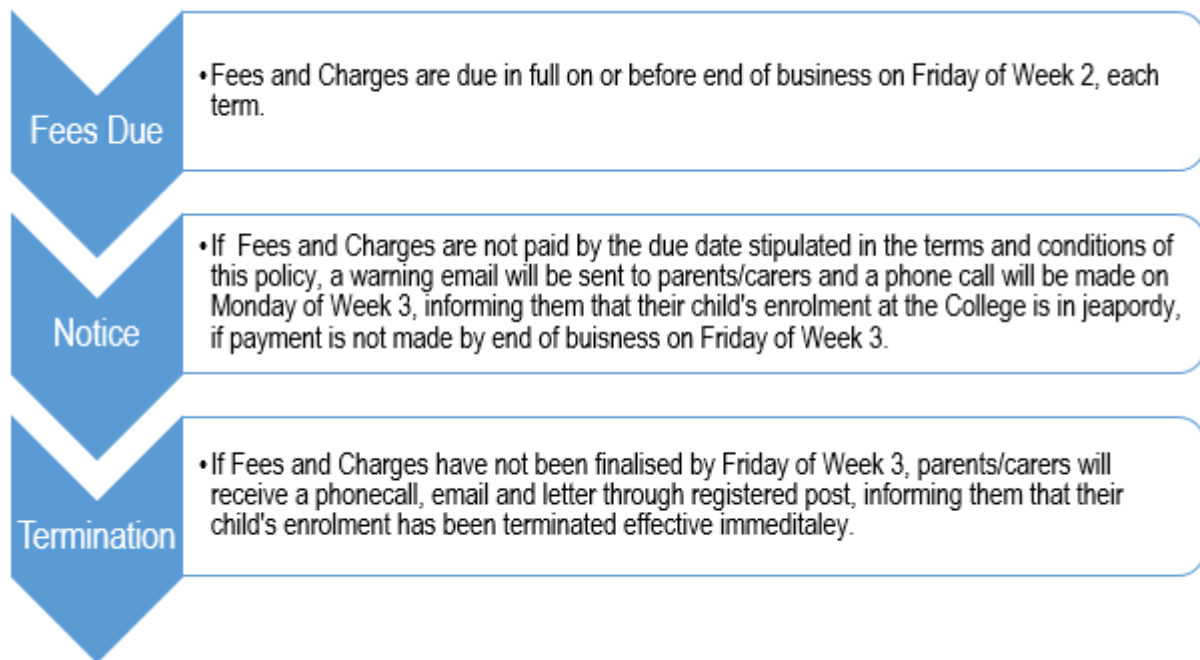 Fees Due
•Fees and Charges are due in full on or before end of business on Friday of Week 2, each
term.
Notice
•If  Fees and Charges are not paid by the due date stipulated in the terms and conditions of
this policy, a warning email will be sent to parents/carers and a phone call will be made on
Monday of Week 3, informing them that their child's enrolment at the College is in jeapordy,
if payment is not made by end of buisness on Friday of Week 3.
Termination
•If Fees and Charges have not been finalised by Friday of Week 3, parents/carers will
receive a phonecall, email and letter through registered post, informing them that their
child's enrolment has been terminated effective immeditaley.